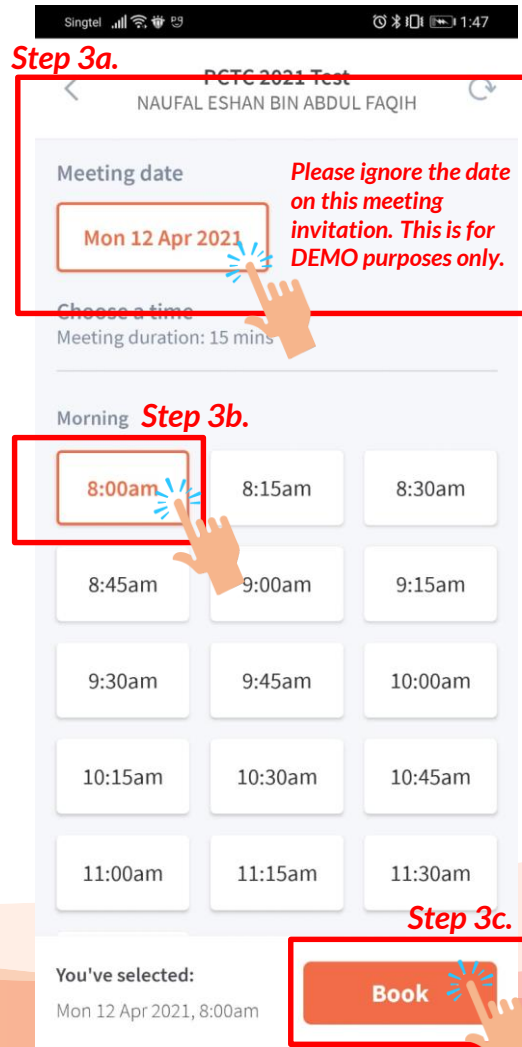 Singtel 1:47
Step 3a.
PCTC 2021 Test
NAUFAL ESHAN BIN ABDUL FAQIH
Meeting date
Please ignore the date
on this meeting
invitation. This is for
DEMO purposes only.
Mon 12 Apr 2021
Choose a time
Meeting duration: 15 mins
Morning Step 3b.
8:00am 8:15am 8:30am
8:45am 9:00am 9:15am
9:30am 9:45am 10:00am
10:15am 10:30am 10:45am
11:00am 11:15am 11:30am
Step 3c.
You've selected:
Mon 12 Apr 2021, 8:00am
Book